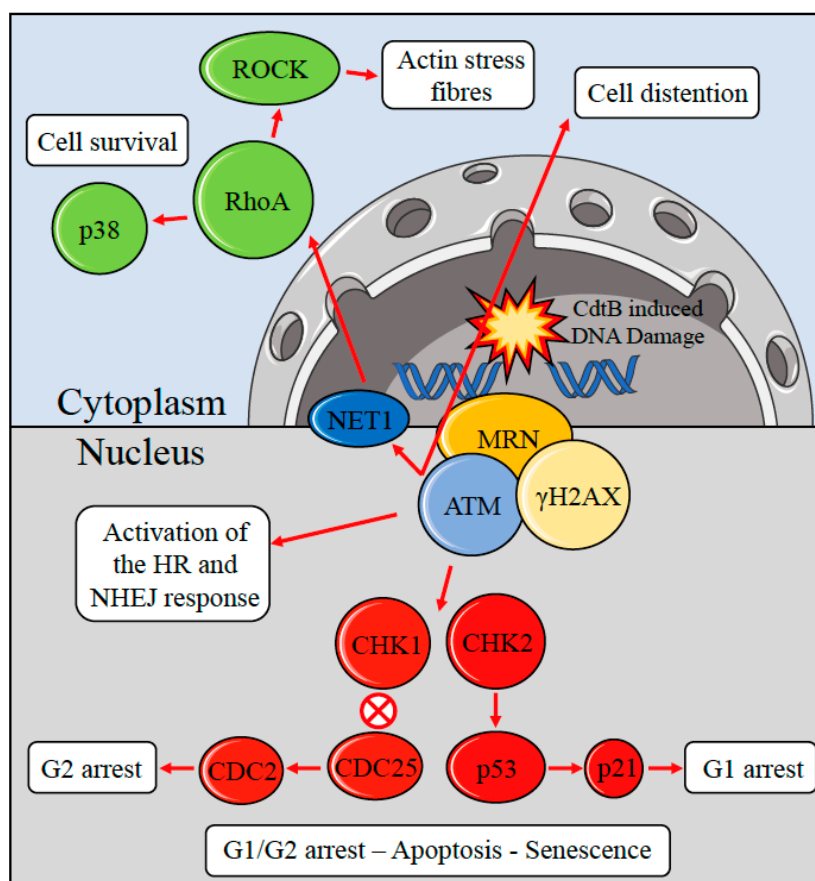 ROCK
Actin stress
fibres
Cell distention
Cell survival
RhoA
p38
CdtB induced
DNA Damage
Cytoplasm
NET1
Nucleus
MRN
ATM
γH2AX
Activation of
the HR and
NHEJ response
CHK1
CHK2
G2 arrest
CDC2
CDC25
p53
p21
G1 arrest
G1/G2 arrest – Apoptosis - Senescence